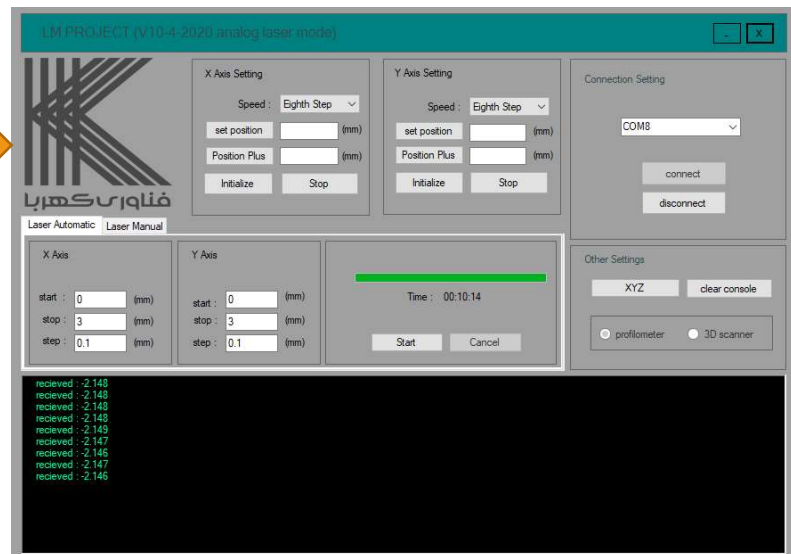 LM PROJECT (V10-4-2020 analog laser mode)
- X
فناوری کهربا
X Axis Setting
Speed : Eighth Step
set position (mm)
Position Plus (mm)
Initialize Stop
Y Axis Setting
Speed : Eighth Step
set position (mm)
Position Plus (mm)
Initialize Stop
Connection Setting
COM8
connect
disconnect
Laser Automatic Laser Manual
X Axis
start : 0 (mm)
stop : 3 (mm)
step : 0.1 (mm)
Y Axis
start : 0 (mm)
stop : 3 (mm)
step : 0.1 (mm)
Time : 00:10:14
Start Cancel
Other Settings
XYZ clear console
profilometer 3D scanner
recieved : -2.148
recieved : -2.148
recieved : -2.148
recieved : -2.148
recieved : -2.149
recieved : -2.147
recieved : -2.146
recieved : -2.147
recieved : -2.146